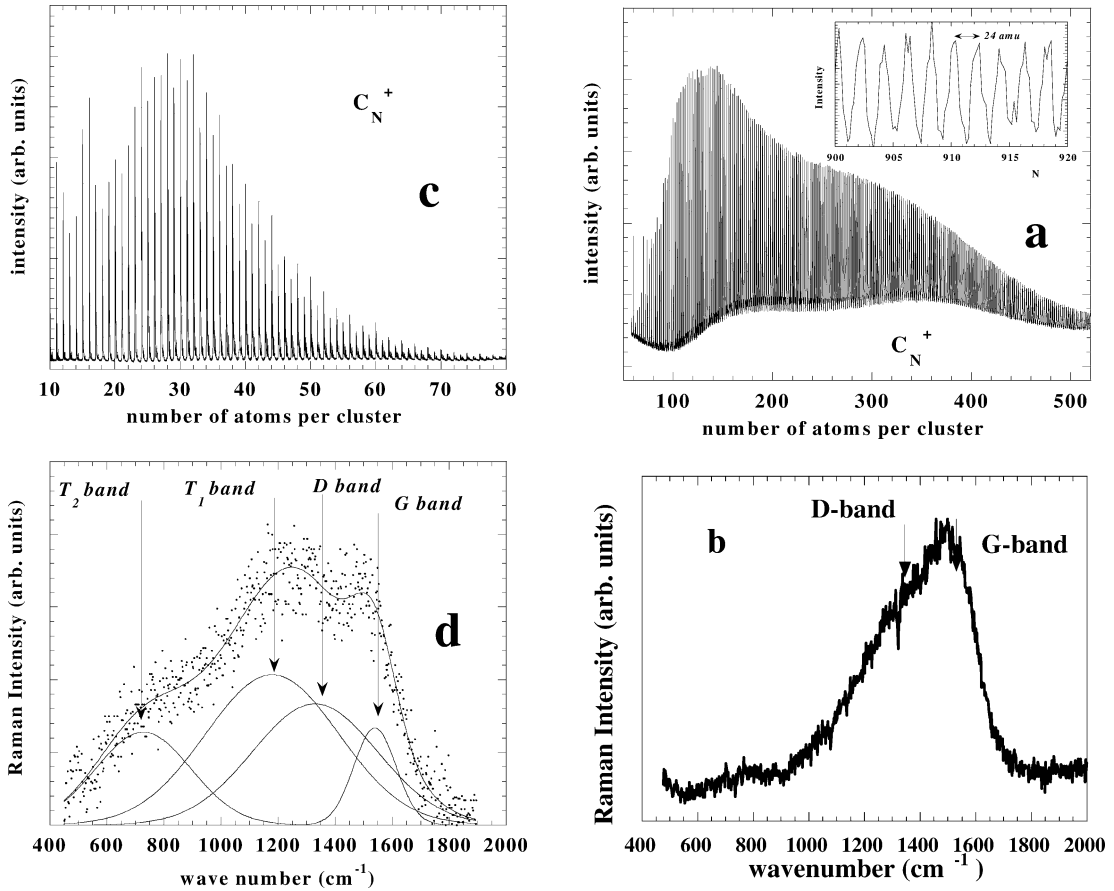 intensity (arb. units)
C_N^+
c
10 20 30 40 50 60 70 80
number of atoms per cluster
intensity (arb. units)
Intensity
24 amu
900 905 910 915 920
N
a
C_N^+
100 200 300 400 500
number of atoms per cluster
Raman Intensity (arb. units)
T_2 band
T_1 band
D band
G band
d
400 600 800 1000 1200 1400 1600 1800 2000
wave number (cm^-1)
Raman Intensity (arb. units)
b
D-band
G-band
400 600 800 1000 1200 1400 1600 1800 2000
wavenumber (cm^-1)